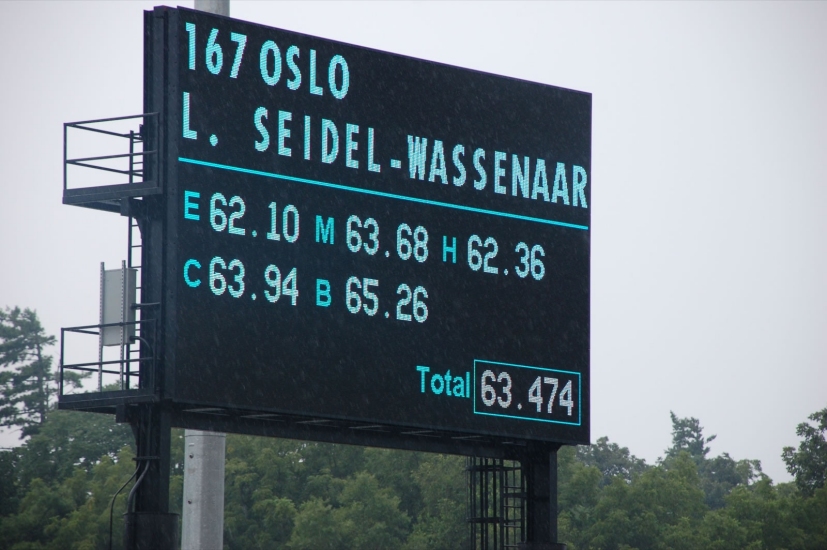 167 OSLO
L. SEIDEL-WASSENAAR
E 62.10 M 63.68 H 62.36
C 63.94 B 65.26
Total 63.474